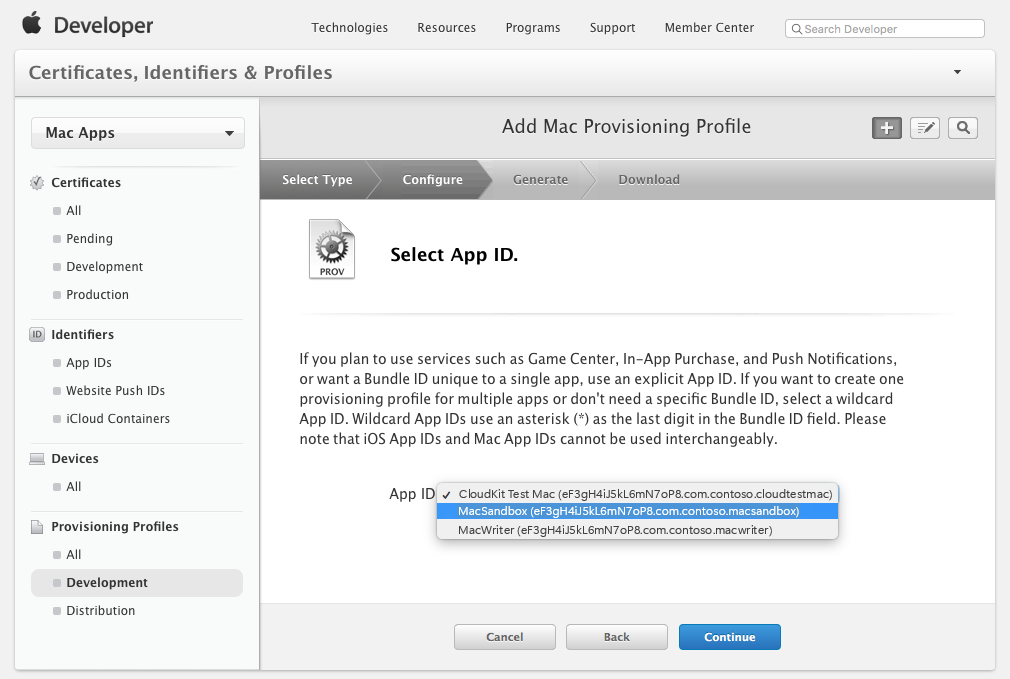 Developer
Technologies
Resources
Programs
Support
Member Center
Search Developer
Certificates, Identifiers & Profiles
Mac Apps
Certificates
All
Pending
Development
Production
ID Identifiers
App IDs
Website Push IDs
iCloud Containers
Devices
All
Provisioning Profiles
All
Development
Distribution
Add Mac Provisioning Profile
Select Type
Configure
Generate
Download
PROV
Select App ID.
If you plan to use services such as Game Center, In-App Purchase, and Push Notifications,
or want a Bundle ID unique to a single app, use an explicit App ID. If you want to create one
provisioning profile for multiple apps or don't need a specific Bundle ID, select a wildcard
App ID. Wildcard App IDs use an asterisk (*) as the last digit in the Bundle ID field. Please
note that iOS App IDs and Mac App IDs cannot be used interchangeably.
App ID
✓ CloudKit Test Mac (eF3gH4iJ5kL6mN7oP8.com.contoso.cloudtestmac)
MacSandbox (eF3gH4iJ5kL6mN7oP8.com.contoso.macsandbox)
MacWriter (eF3gH4iJ5kL6mN7oP8.com.contoso.macwriter)
Cancel
Back
Continue